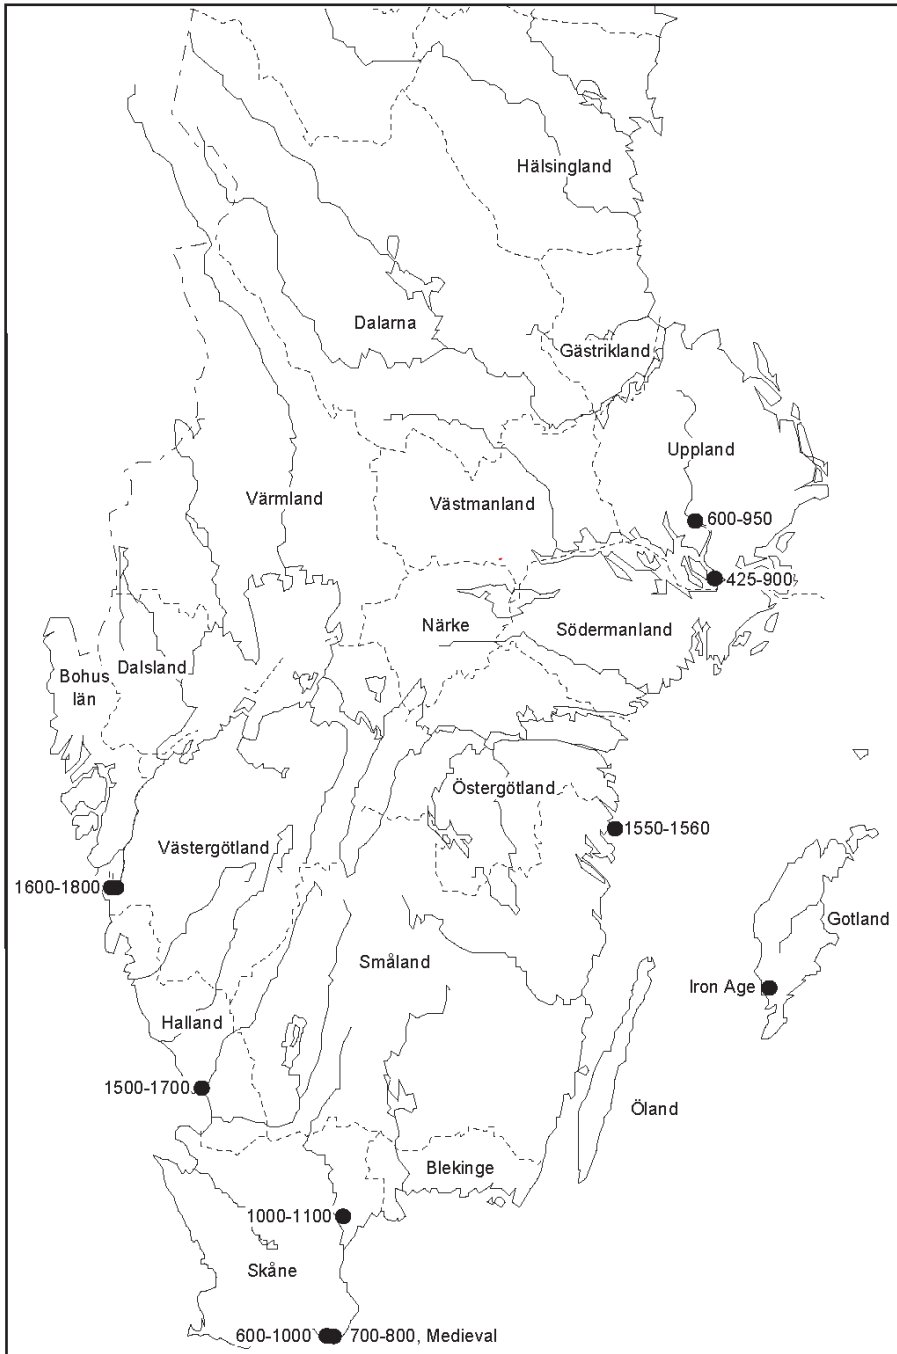 Hälsingland
Dalarna
Gästrikland
Uppland
Värmland
Västmanland
600-950
425-900
Närke
Södermanland
Dalsland
Bohus
län
Östergötland
1550-1560
Västergötland
1600-1800
Gotland
Småland
Iron Age
Halland
1500-1700
Öland
Blekinge
1000-1100
Skåne
600-1000
700-800, Medieval